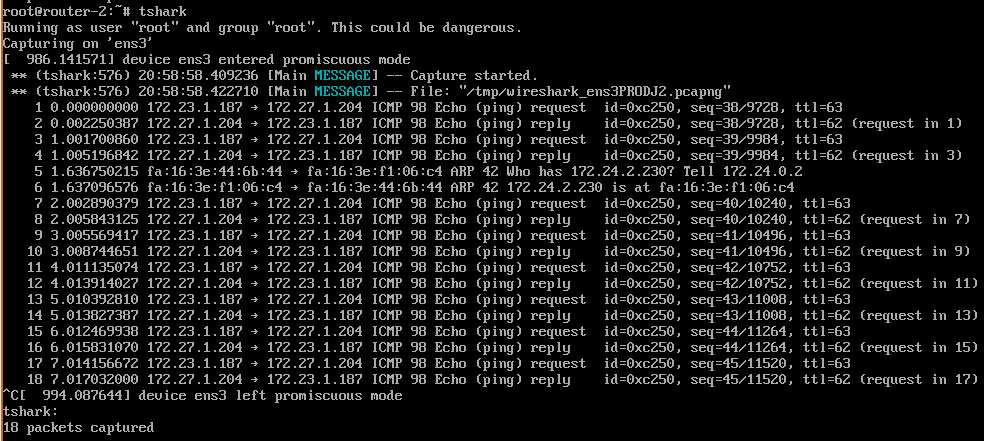 root@router-2:~# tshark
Running as user "root" and group "root". This could be dangerous.
Capturing on 'ens3'
[  986.141571] device ens3 entered promiscuous mode
 ** (tshark:576) 20:58:58.409236 [Main MESSAGE] -- Capture started.
 ** (tshark:576) 20:58:58.422710 [Main MESSAGE] -- File: "/tmp/wireshark_ens3PRODJ2.pcapng"
    1 0.000000000 172.23.1.187 → 172.27.1.204 ICMP 98 Echo (ping) request  id=0xc250, seq=38/9728, ttl=63
    2 0.002250387 172.27.1.204 → 172.23.1.187 ICMP 98 Echo (ping) reply    id=0xc250, seq=38/9728, ttl=62 (request in 1)
    3 1.001700860 172.23.1.187 → 172.27.1.204 ICMP 98 Echo (ping) request  id=0xc250, seq=39/9984, ttl=63
    4 1.005196842 172.27.1.204 → 172.23.1.187 ICMP 98 Echo (ping) reply    id=0xc250, seq=39/9984, ttl=62 (request in 3)
    5 1.636750215 fa:16:3e:44:6b:44 → fa:16:3e:f1:06:c4 ARP 42 Who has 172.24.2.230? Tell 172.24.0.2
    6 1.637096576 fa:16:3e:f1:06:c4 → fa:16:3e:44:6b:44 ARP 42 172.24.2.230 is at fa:16:3e:f1:06:c4
    7 2.002890379 172.23.1.187 → 172.27.1.204 ICMP 98 Echo (ping) request  id=0xc250, seq=40/10240, ttl=63
    8 2.005843125 172.27.1.204 → 172.23.1.187 ICMP 98 Echo (ping) reply    id=0xc250, seq=40/10240, ttl=62 (request in 7)
    9 3.005569417 172.23.1.187 → 172.27.1.204 ICMP 98 Echo (ping) request  id=0xc250, seq=41/10496, ttl=63
   10 3.008744651 172.27.1.204 → 172.23.1.187 ICMP 98 Echo (ping) reply    id=0xc250, seq=41/10496, ttl=62 (request in 9)
   11 4.011135074 172.23.1.187 → 172.27.1.204 ICMP 98 Echo (ping) request  id=0xc250, seq=42/10752, ttl=63
   12 4.013914027 172.27.1.204 → 172.23.1.187 ICMP 98 Echo (ping) reply    id=0xc250, seq=42/10752, ttl=62 (request in 11)
   13 5.010392810 172.23.1.187 → 172.27.1.204 ICMP 98 Echo (ping) request  id=0xc250, seq=43/11008, ttl=63
   14 5.013827387 172.27.1.204 → 172.23.1.187 ICMP 98 Echo (ping) reply    id=0xc250, seq=43/11008, ttl=62 (request in 13)
   15 6.012469938 172.23.1.187 → 172.27.1.204 ICMP 98 Echo (ping) request  id=0xc250, seq=44/11264, ttl=63
   16 6.015831070 172.27.1.204 → 172.23.1.187 ICMP 98 Echo (ping) reply    id=0xc250, seq=44/11264, ttl=62 (request in 15)
   17 7.014156672 172.23.1.187 → 172.27.1.204 ICMP 98 Echo (ping) request  id=0xc250, seq=45/11520, ttl=63
   18 7.017032000 172.27.1.204 → 172.23.1.187 ICMP 98 Echo (ping) reply    id=0xc250, seq=45/11520, ttl=62 (request in 17)
^C[  994.087644] device ens3 left promiscuous mode
tshark:
18 packets captured